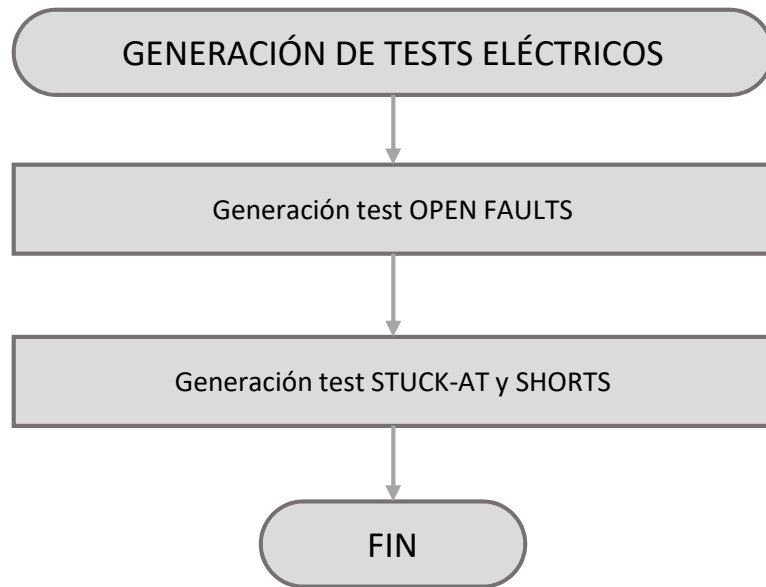 GENERACIÓN DE TESTS ELÉCTRICOS
Generación test OPEN FAULTS
Generación test STUCK-AT y SHORTS
FIN